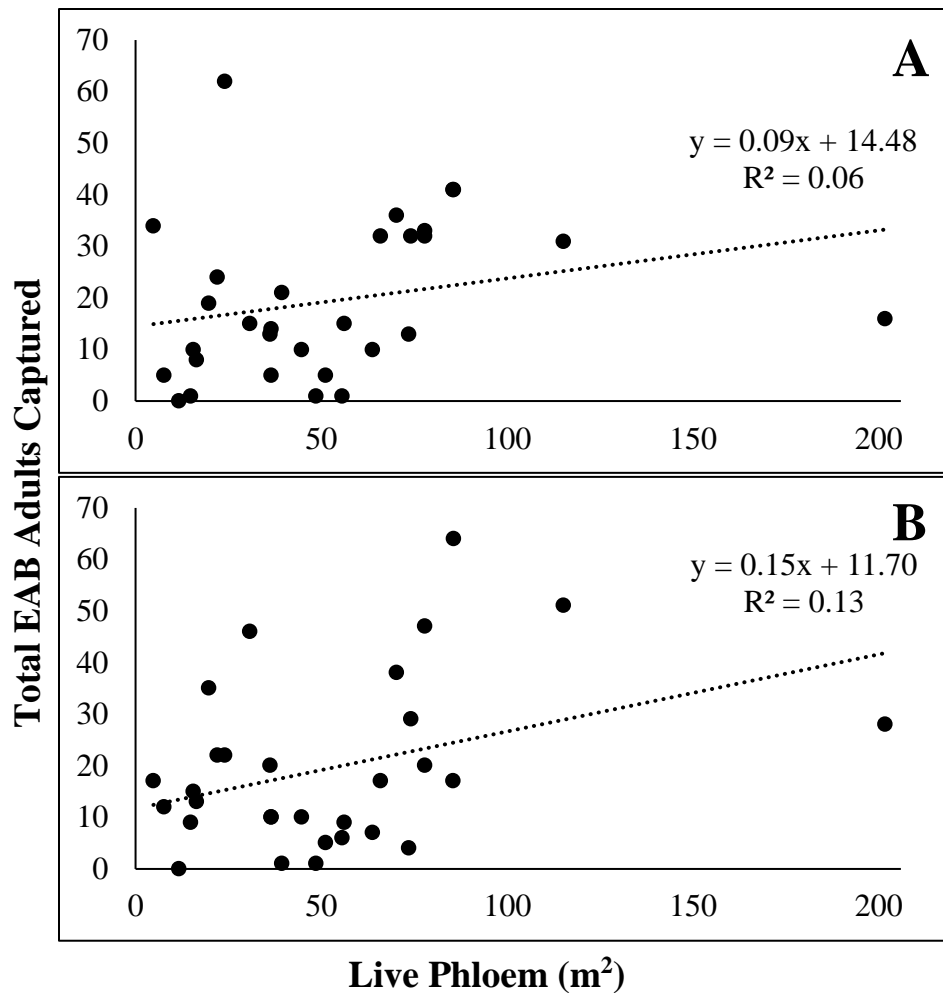 Total EAB Adults Captured
A
y = 0.09x + 14.48
R² = 0.06
70
60
50
40
30
20
10
0
0 50 100 150 200
B
y = 0.15x + 11.70
R² = 0.13
70
60
50
40
30
20
10
0
0 50 100 150 200
Live Phloem (m²)